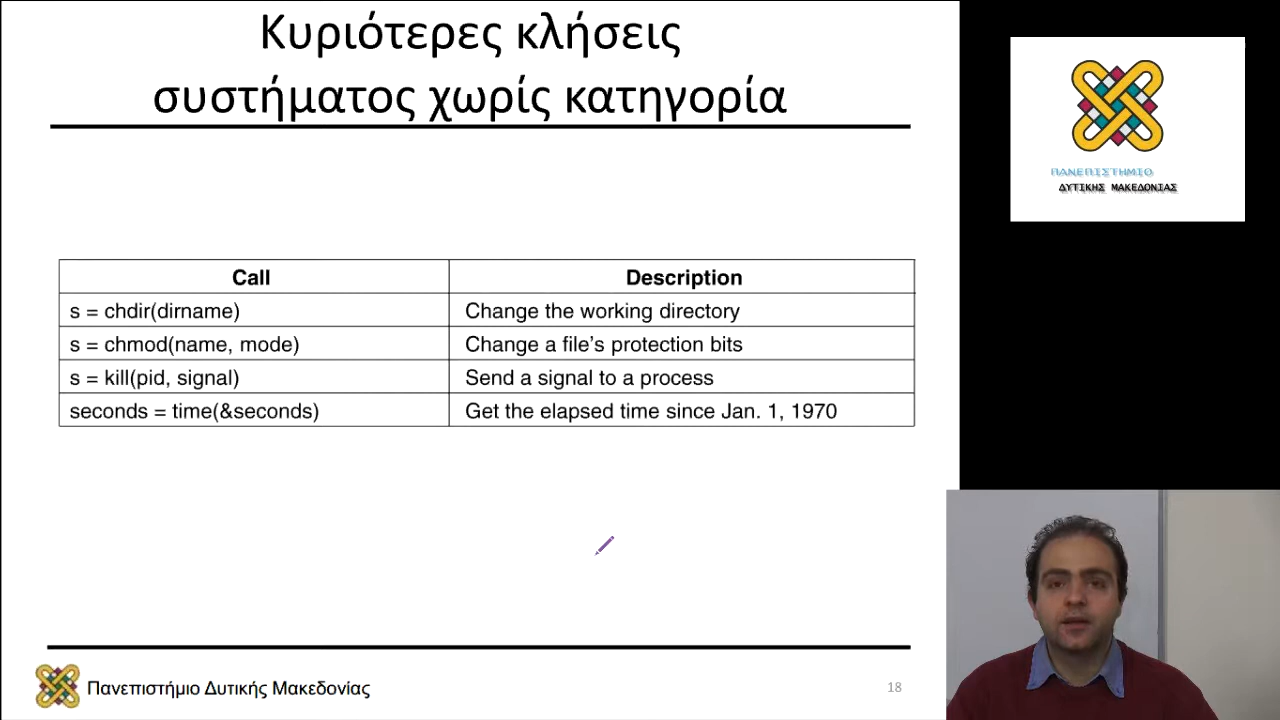 Κυριότερες κλήσεις
συστήματος χωρίς κατηγορία
ΠΑΝΕΠΙΣΤΗΜΙΟ
ΔΥΤΙΚΗΣ ΜΑΚΕΔΟΝΙΑΣ
Call Description
s = chdir(dirname) Change the working directory
s = chmod(name, mode) Change a file's protection bits
s = kill(pid, signal) Send a signal to a process
seconds = time(&seconds) Get the elapsed time since Jan. 1, 1970
Πανεπιστήμιο Δυτικής Μακεδονίας 18